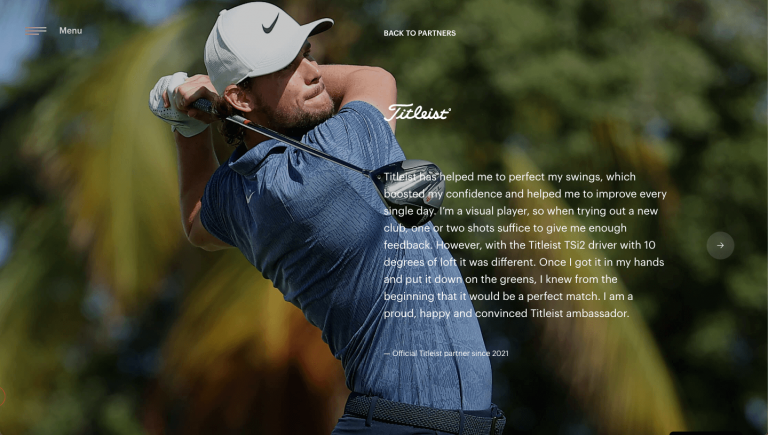 Menu
BACK TO PARTNERS
Titleist
Titleist has helped me to perfect my swings, which
boosted my confidence and helped me to improve every
single day. I'm a visual player, so when trying out a new
club, one or two shots suffice to give me enough
feedback. However, with the Titleist TSi2 driver with 10
degrees of loft it was different. Once I got it in my hands
and put it down on the greens, I knew from the
beginning that it would be a perfect match. I am a
proud, happy and convinced Titleist ambassador.
— Official Titleist partner since 2021